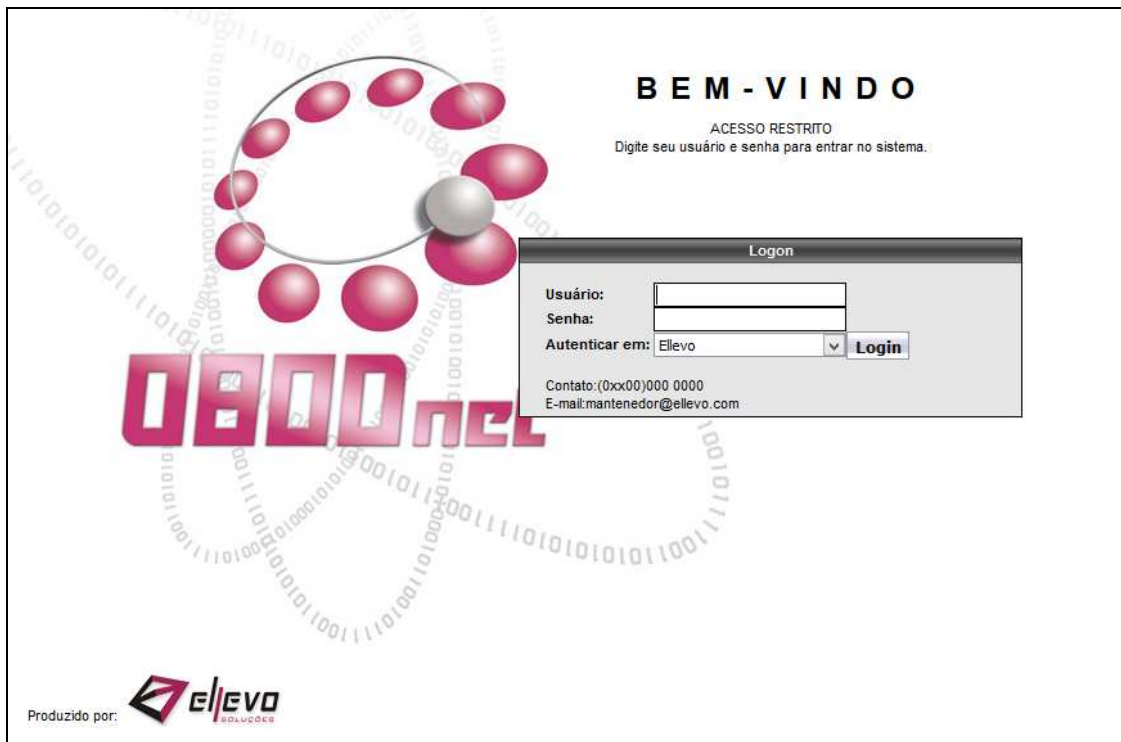 BEM-VINDO
ACESSO RESTRITO
Digite seu usuário e senha para entrar no sistema.
Logon
Usuário:
Senha:
Autenticar em: Ellevo Login
Contato:(0xx00)000 0000
E-mail:mantenedor@ellevo.com
0800net
Produzido por: ellevo
SOLUÇÕES